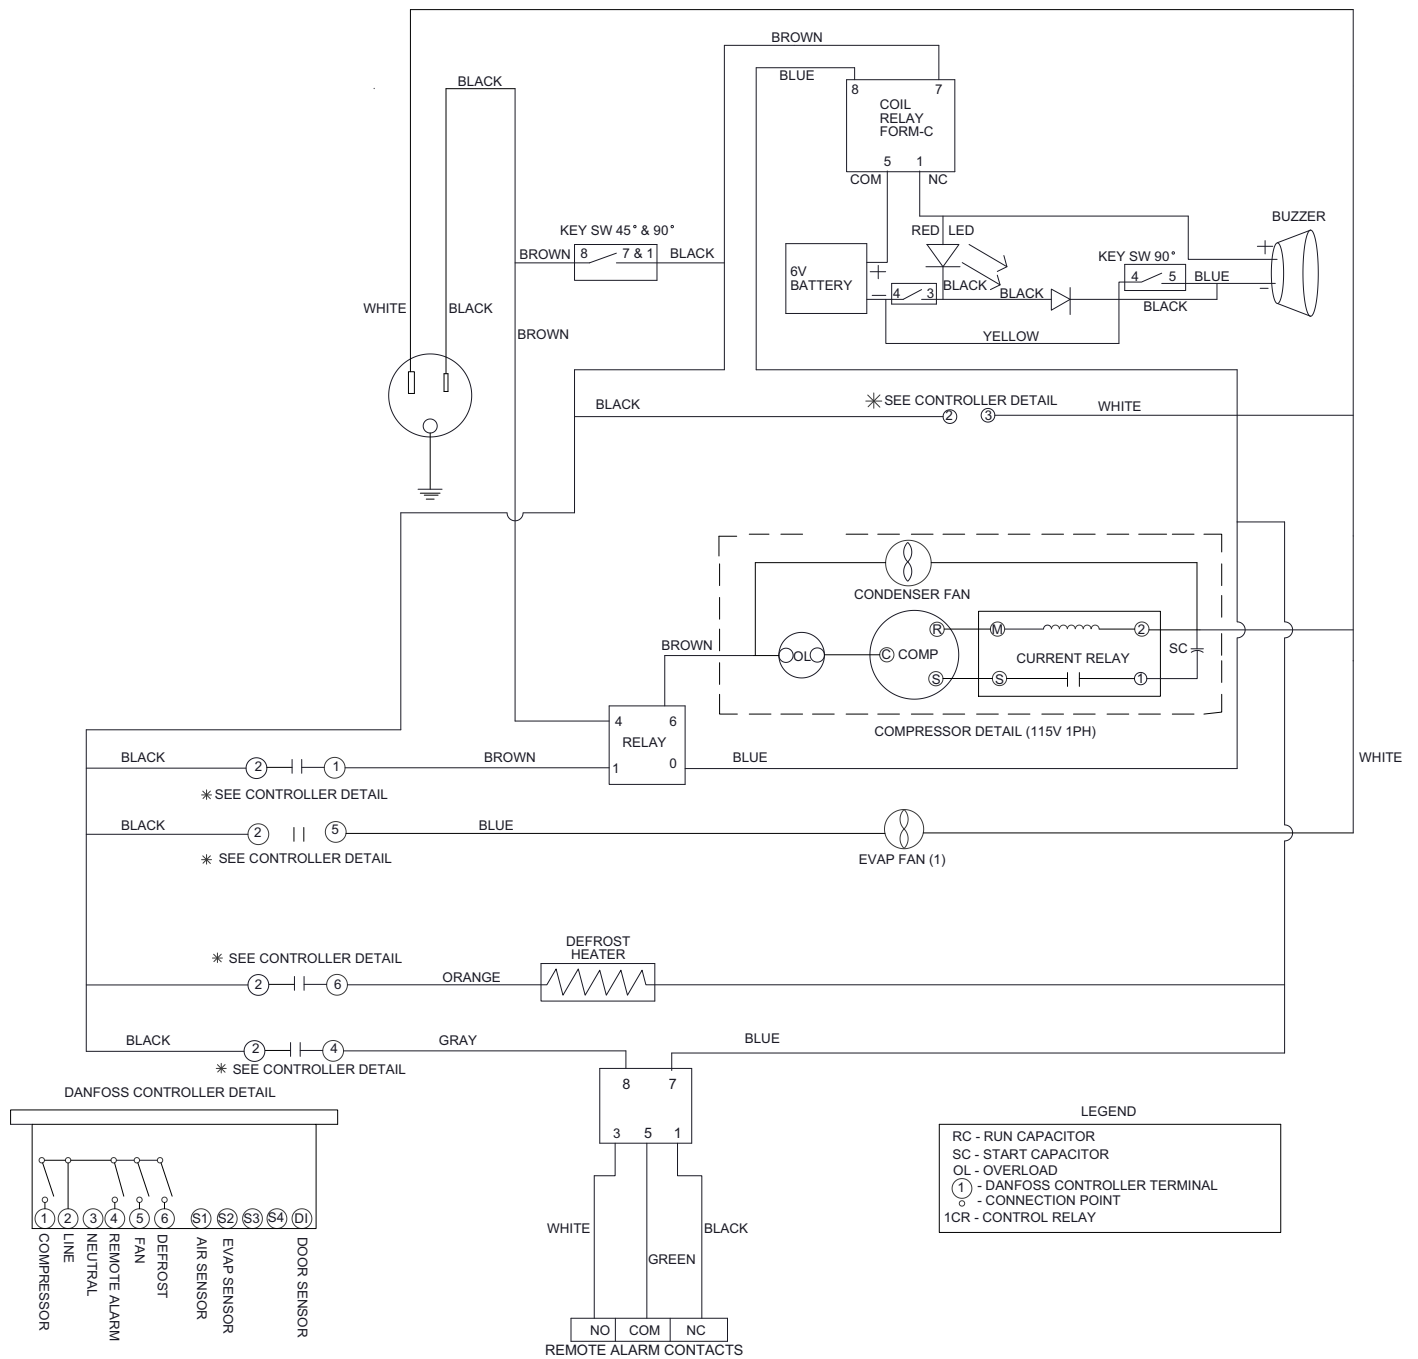 BROWN
BLUE
BLACK
8 7
COIL
RELAY
FORM-C
5 1
COM NC
KEY SW 45° & 90°
BROWN 8 7 & 1 BLACK
RED LED
BUZZER
6V
BATTERY
+
−
4 3
BLACK
BLACK
KEY SW 90°
4 5 BLUE
BLACK
+
−
YELLOW
WHITE
BLACK
BROWN
BLACK
SEE CONTROLLER DETAIL
2 3
WHITE
CONDENSER FAN
BROWN
OL
C COMP
R
S
M
S
2
1
CURRENT RELAY
SC
COMPRESSOR DETAIL (115V 1PH)
4 6
RELAY
1 0
BLUE
WHITE
BLACK
2 1
BROWN
SEE CONTROLLER DETAIL
BLACK
2 5
BLUE
SEE CONTROLLER DETAIL
EVAP FAN (1)
SEE CONTROLLER DETAIL
2 6
ORANGE
DEFROST
HEATER
BLACK
2 4
GRAY
BLUE
SEE CONTROLLER DETAIL
8 7
3 5 1
WHITE
GREEN
BLACK
NO COM NC
REMOTE ALARM CONTACTS
DANFOSS CONTROLLER DETAIL
1 2 3 4 5 6 S1 S2 S3 S4 DI
COMPRESSOR
LINE
NEUTRAL
REMOTE ALARM
FAN
DEFROST
AIR SENSOR
EVAP SENSOR
DOOR SENSOR
LEGEND
RC - RUN CAPACITOR
SC - START CAPACITOR
OL - OVERLOAD
1 - DANFOSS CONTROLLER TERMINAL
- CONNECTION POINT
1CR - CONTROL RELAY